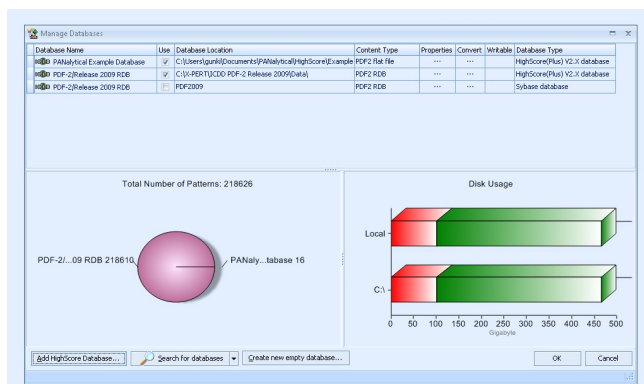 Manage Databases
Database Name Use Database Location Content Type Properties Convert Writable Database Type
PANalytical Example Database C:\Users\gunkl\Documents\PANalytical\HighScore\Example PDF2 flat file ... ... HighScore(Plus) V2.X database
PDF-2/Release 2009 RDB C:\X-PERT\ICDD PDF-2 Release 2009\Data\ PDF2 RDB ... ... HighScore(Plus) V2.X database
PDF-2/Release 2009 RDB PDF2009 PDF2 RDB ... ... Sybase database
Total Number of Patterns: 218626
PDF-2/...09 RDB 218610
PANaly...tabase 16
Disk Usage
Local
C:\
0 50 100 150 200 250 300 350 400 450 500
Gigabyte
Add HighScore Database... Search for databases Create new empty database... OK Cancel